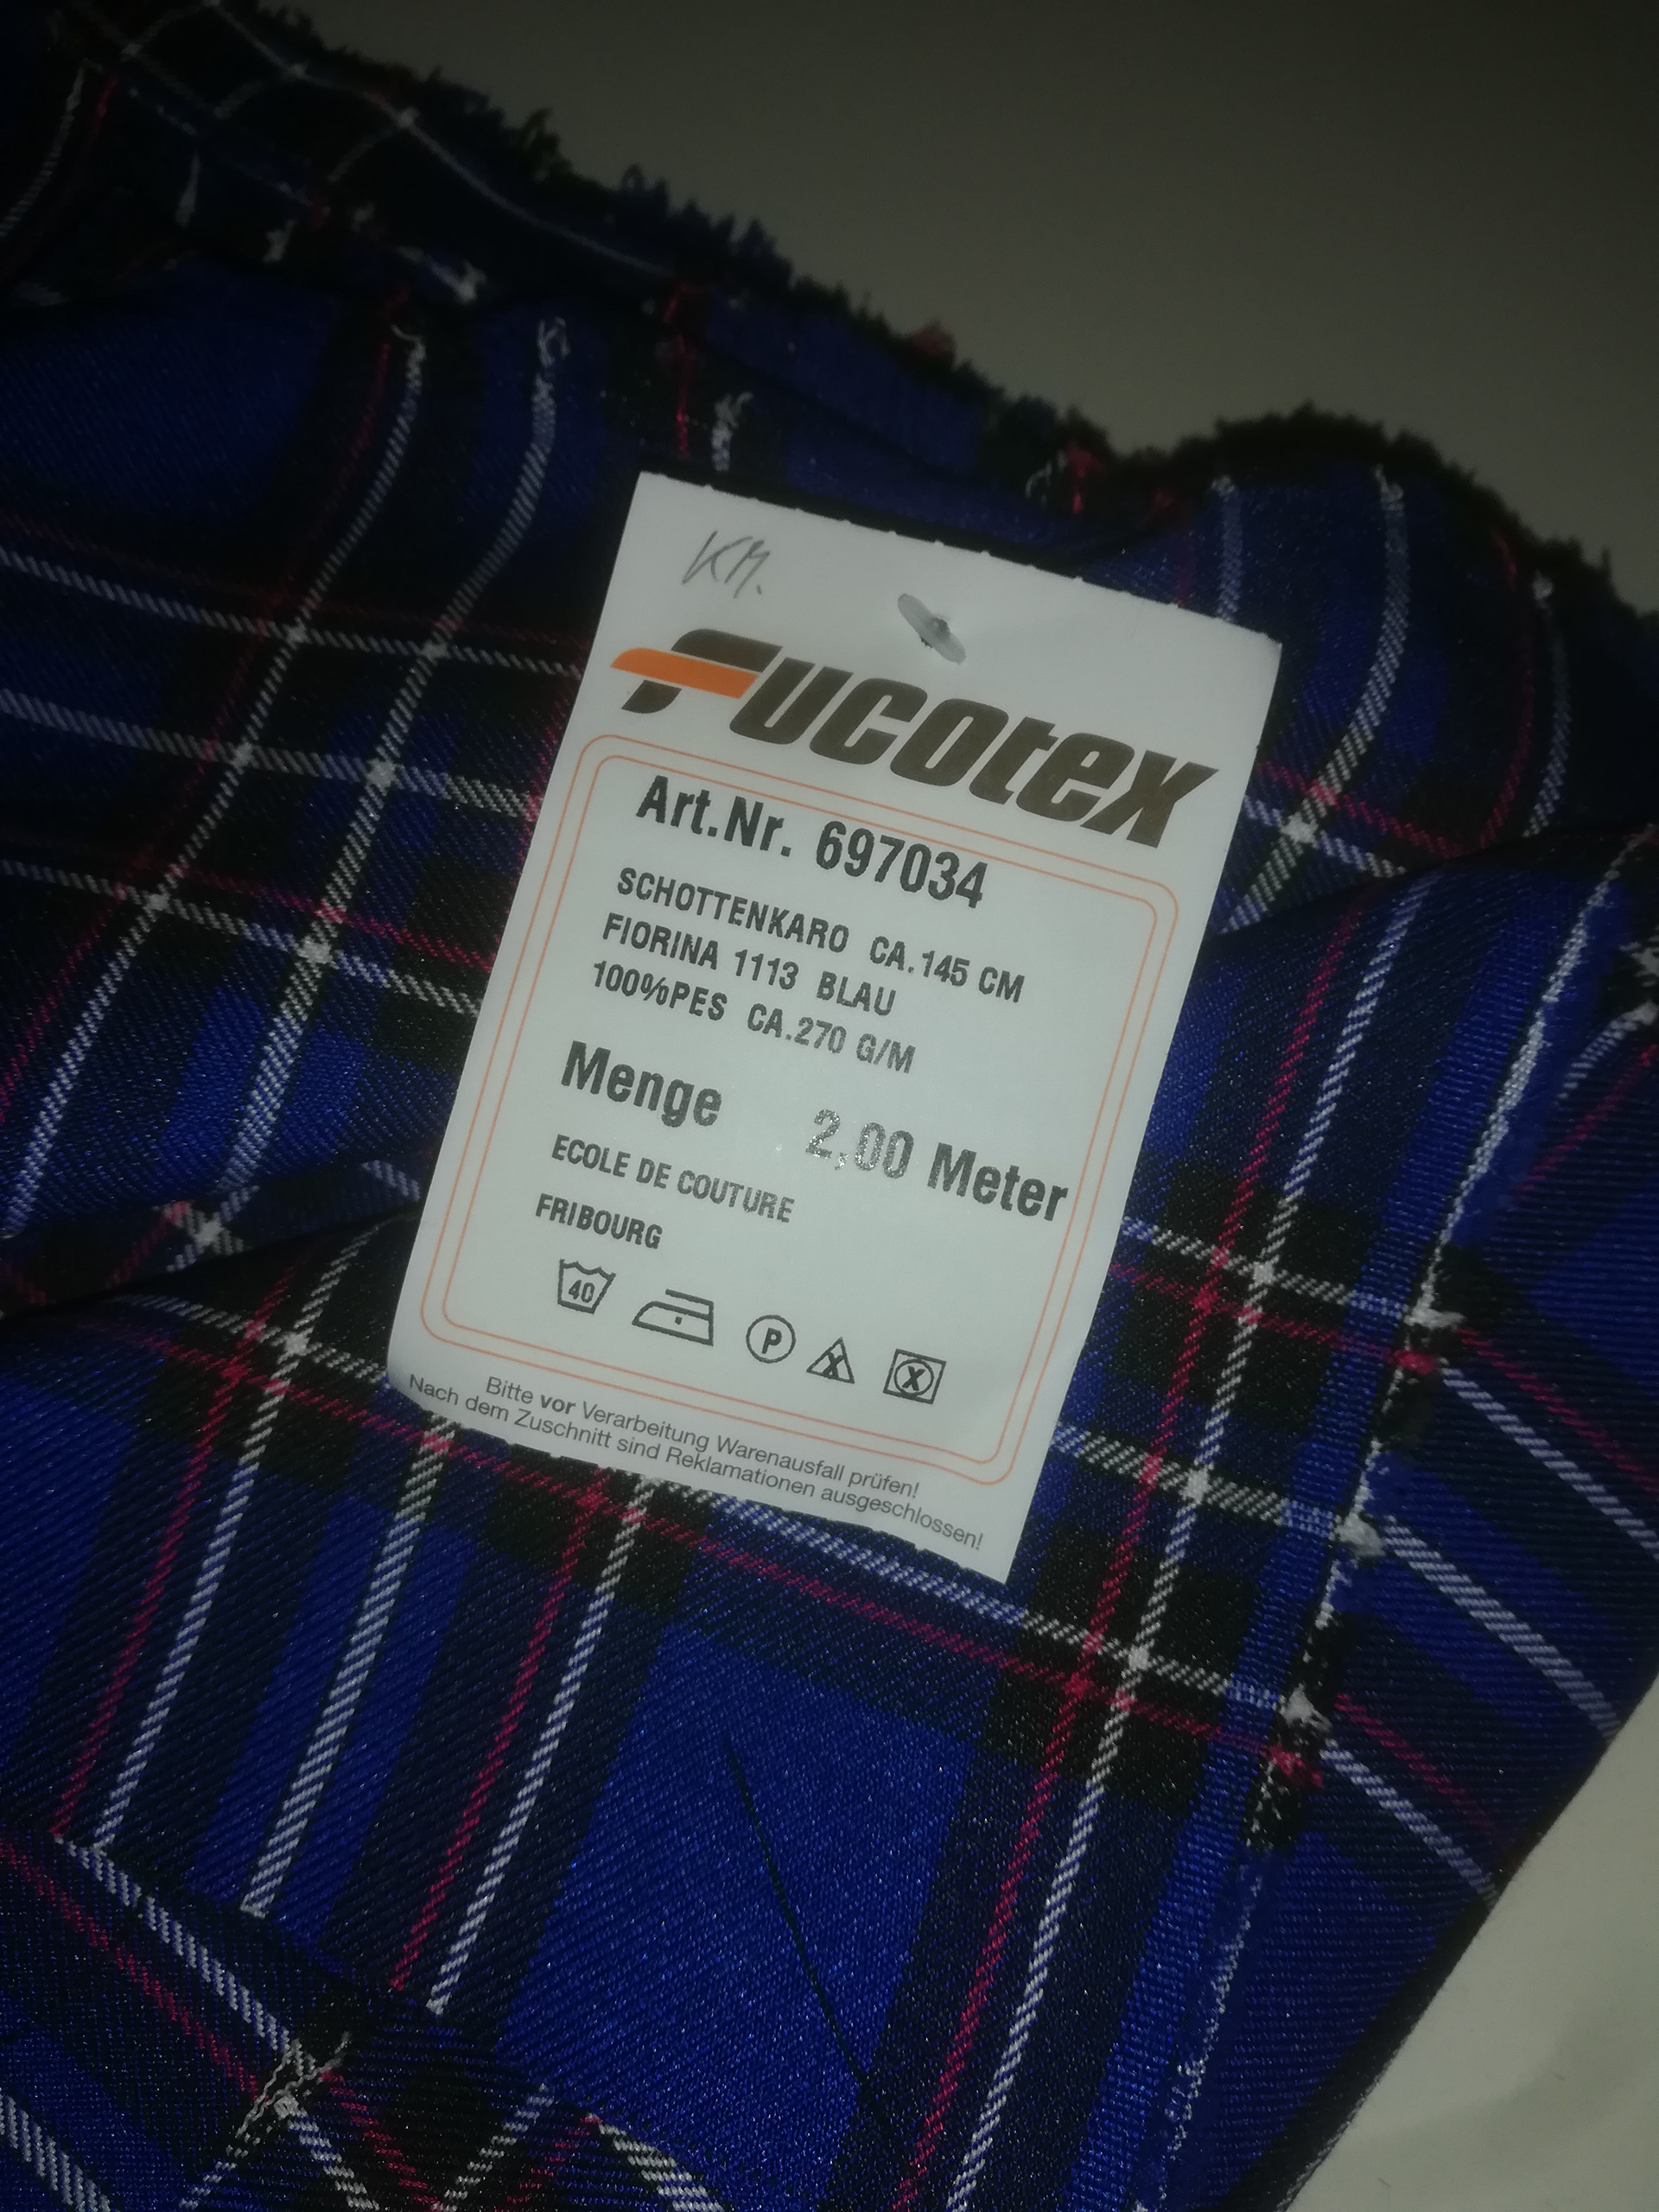 KM.
Fucotex
Art.Nr. 697034
SCHOTTENKARO CA.145 CM
FIORINA 1113 BLAU
100%PES CA.270 G/M
Menge 2,00 Meter
ECOLE DE COUTURE
FRIBOURG
40 P X X
Bitte vor Verarbeitung Warenausfall prüfen!
Nach dem Zuschnitt sind Reklamationen ausgeschlossen!